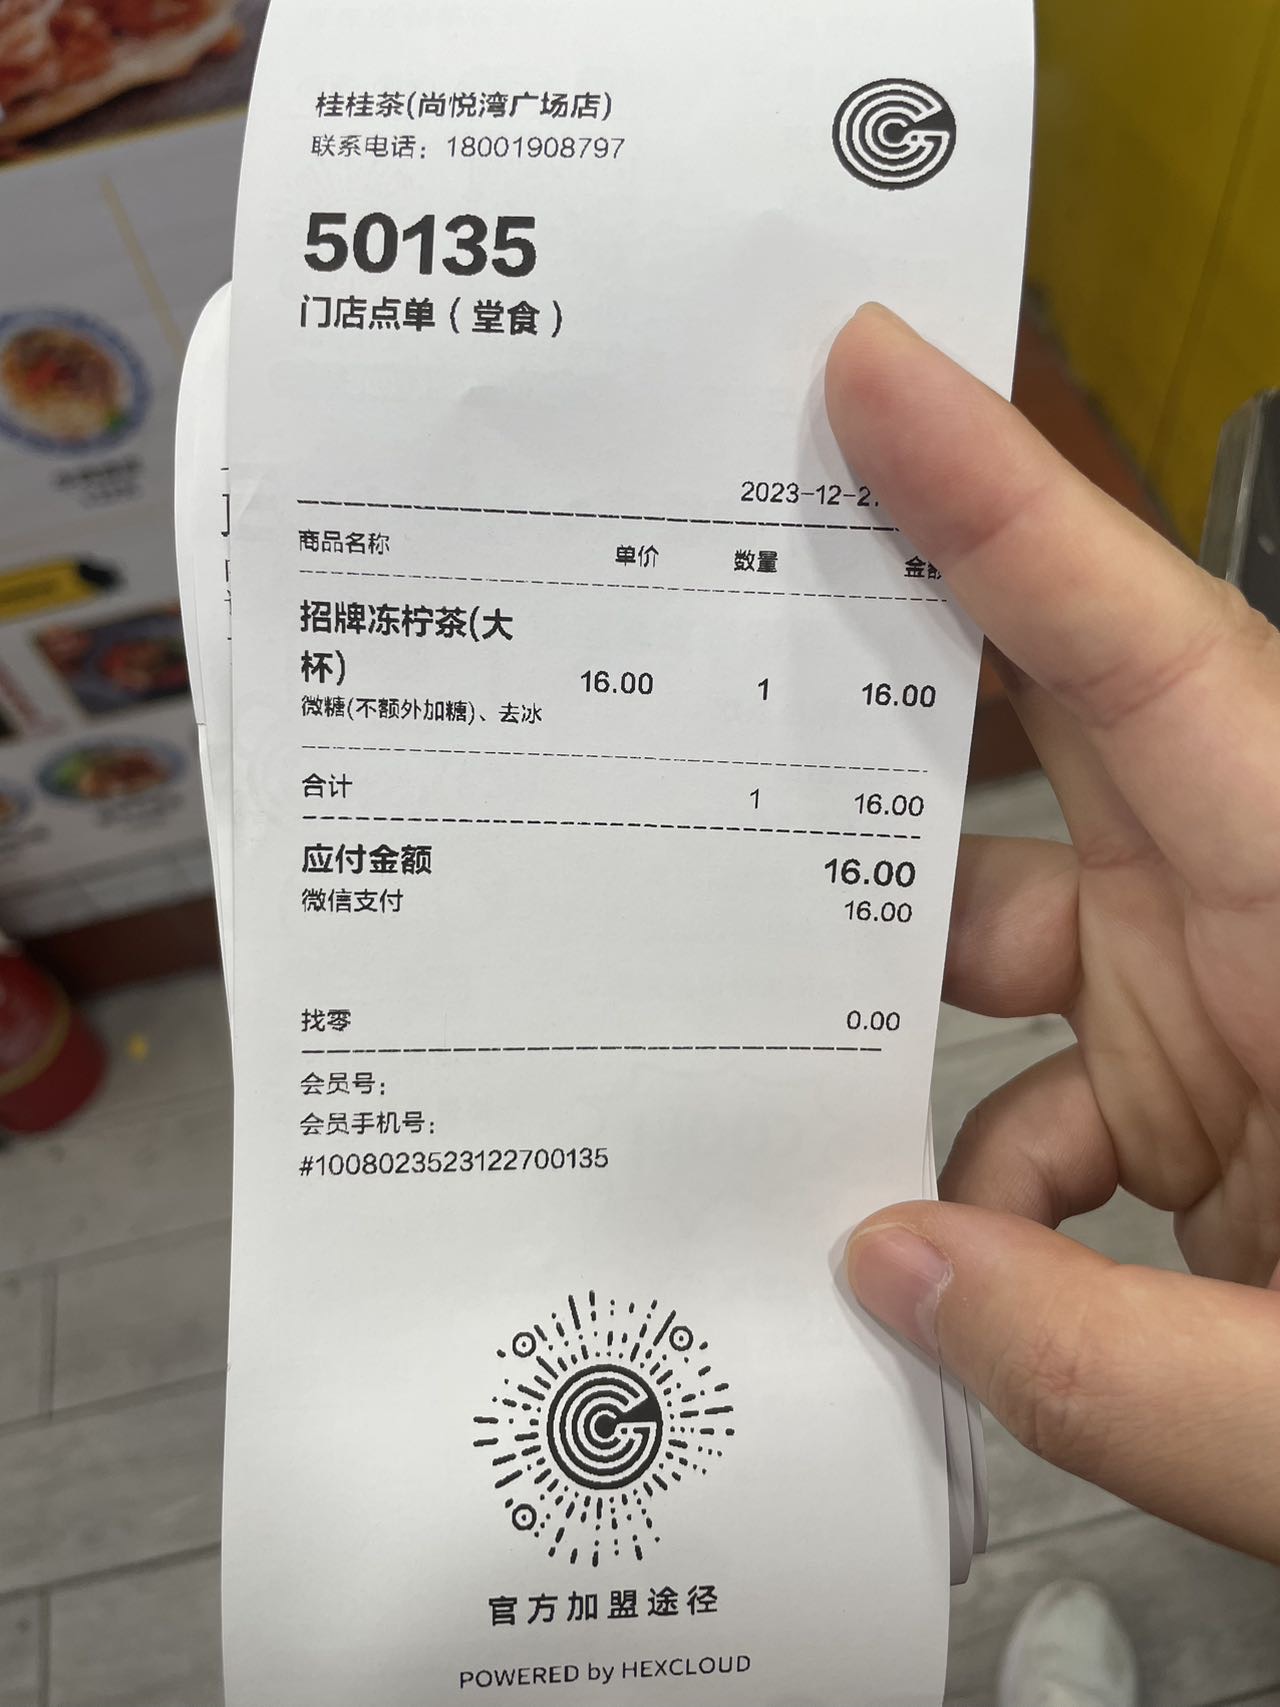 桂桂茶(尚悦湾广场店)
联系电话：18001908797
50135
门店点单（堂食）
2023-12-2
商品名称 单价 数量 金额
招牌冻柠茶(大
杯) 16.00 1 16.00
微糖(不额外加糖)、去冰
合计 1 16.00
应付金额 16.00
微信支付 16.00
找零 0.00
会员号：
会员手机号：
#1008023523122700135
官方加盟途径
POWERED by HEXCLOUD